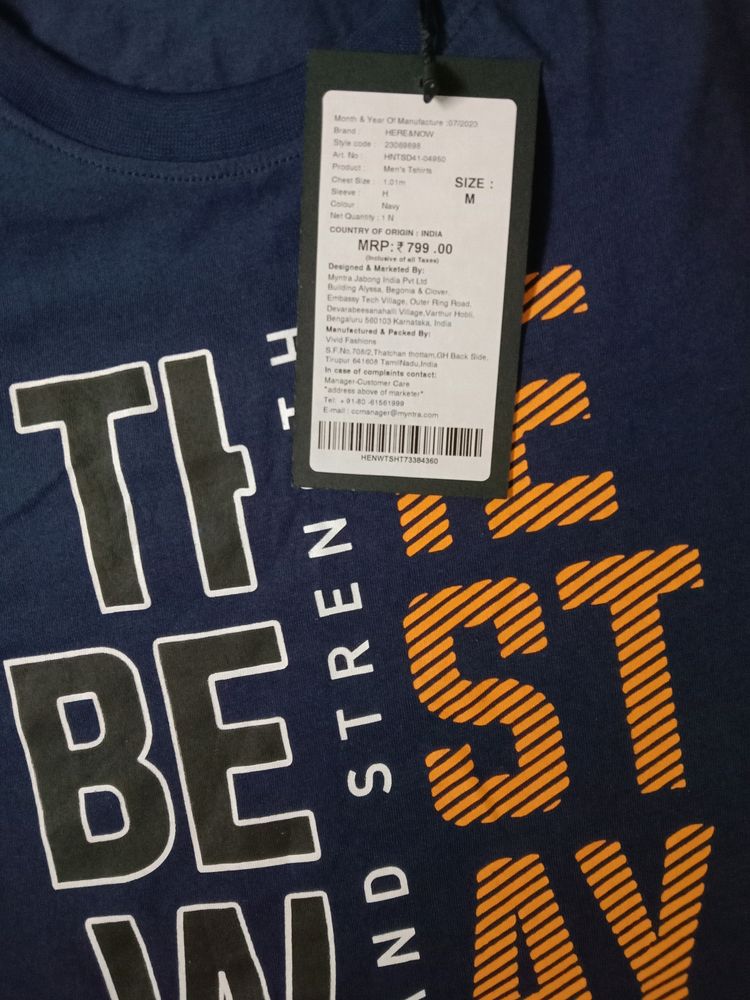 Month & Year Of Manufacture :07/2023
Brand : HERE&NOW
Style code : 23069898
Art. No : HNTSD41-04950
Product : Men's Tshirts
Chest Size : 1.01m
Sleeve : H
Colour Navy
Net Quantity : 1 N
SIZE :
M
COUNTRY OF ORIGIN : INDIA
MRP: ₹ 799 .00
(Inclusive of all Taxes)
Designed & Marketed By:
Myntra Jabong India Pvt Ltd
Building Alyssa, Begonia & Clover,
Embassy Tech Village, Outer Ring Road,
Devarabeesanahalli Village,Varthur Hobli,
Bengaluru 560103 Karnataka, India
Manufactured & Packed By:
Vivid Fashions
S.F.No.708/2,Thatchan thottam,GH Back Side,
Tirupur 641608 TamilNadu,India
In case of complaints contact:
Manager-Customer Care
"address above of marketer"
Tel: + 91-80 -61561999
E-mail : ccmanager@myntra.com
HENWTSHT73384360
TH
BE
W
AND STREN TH
E
ST
AY